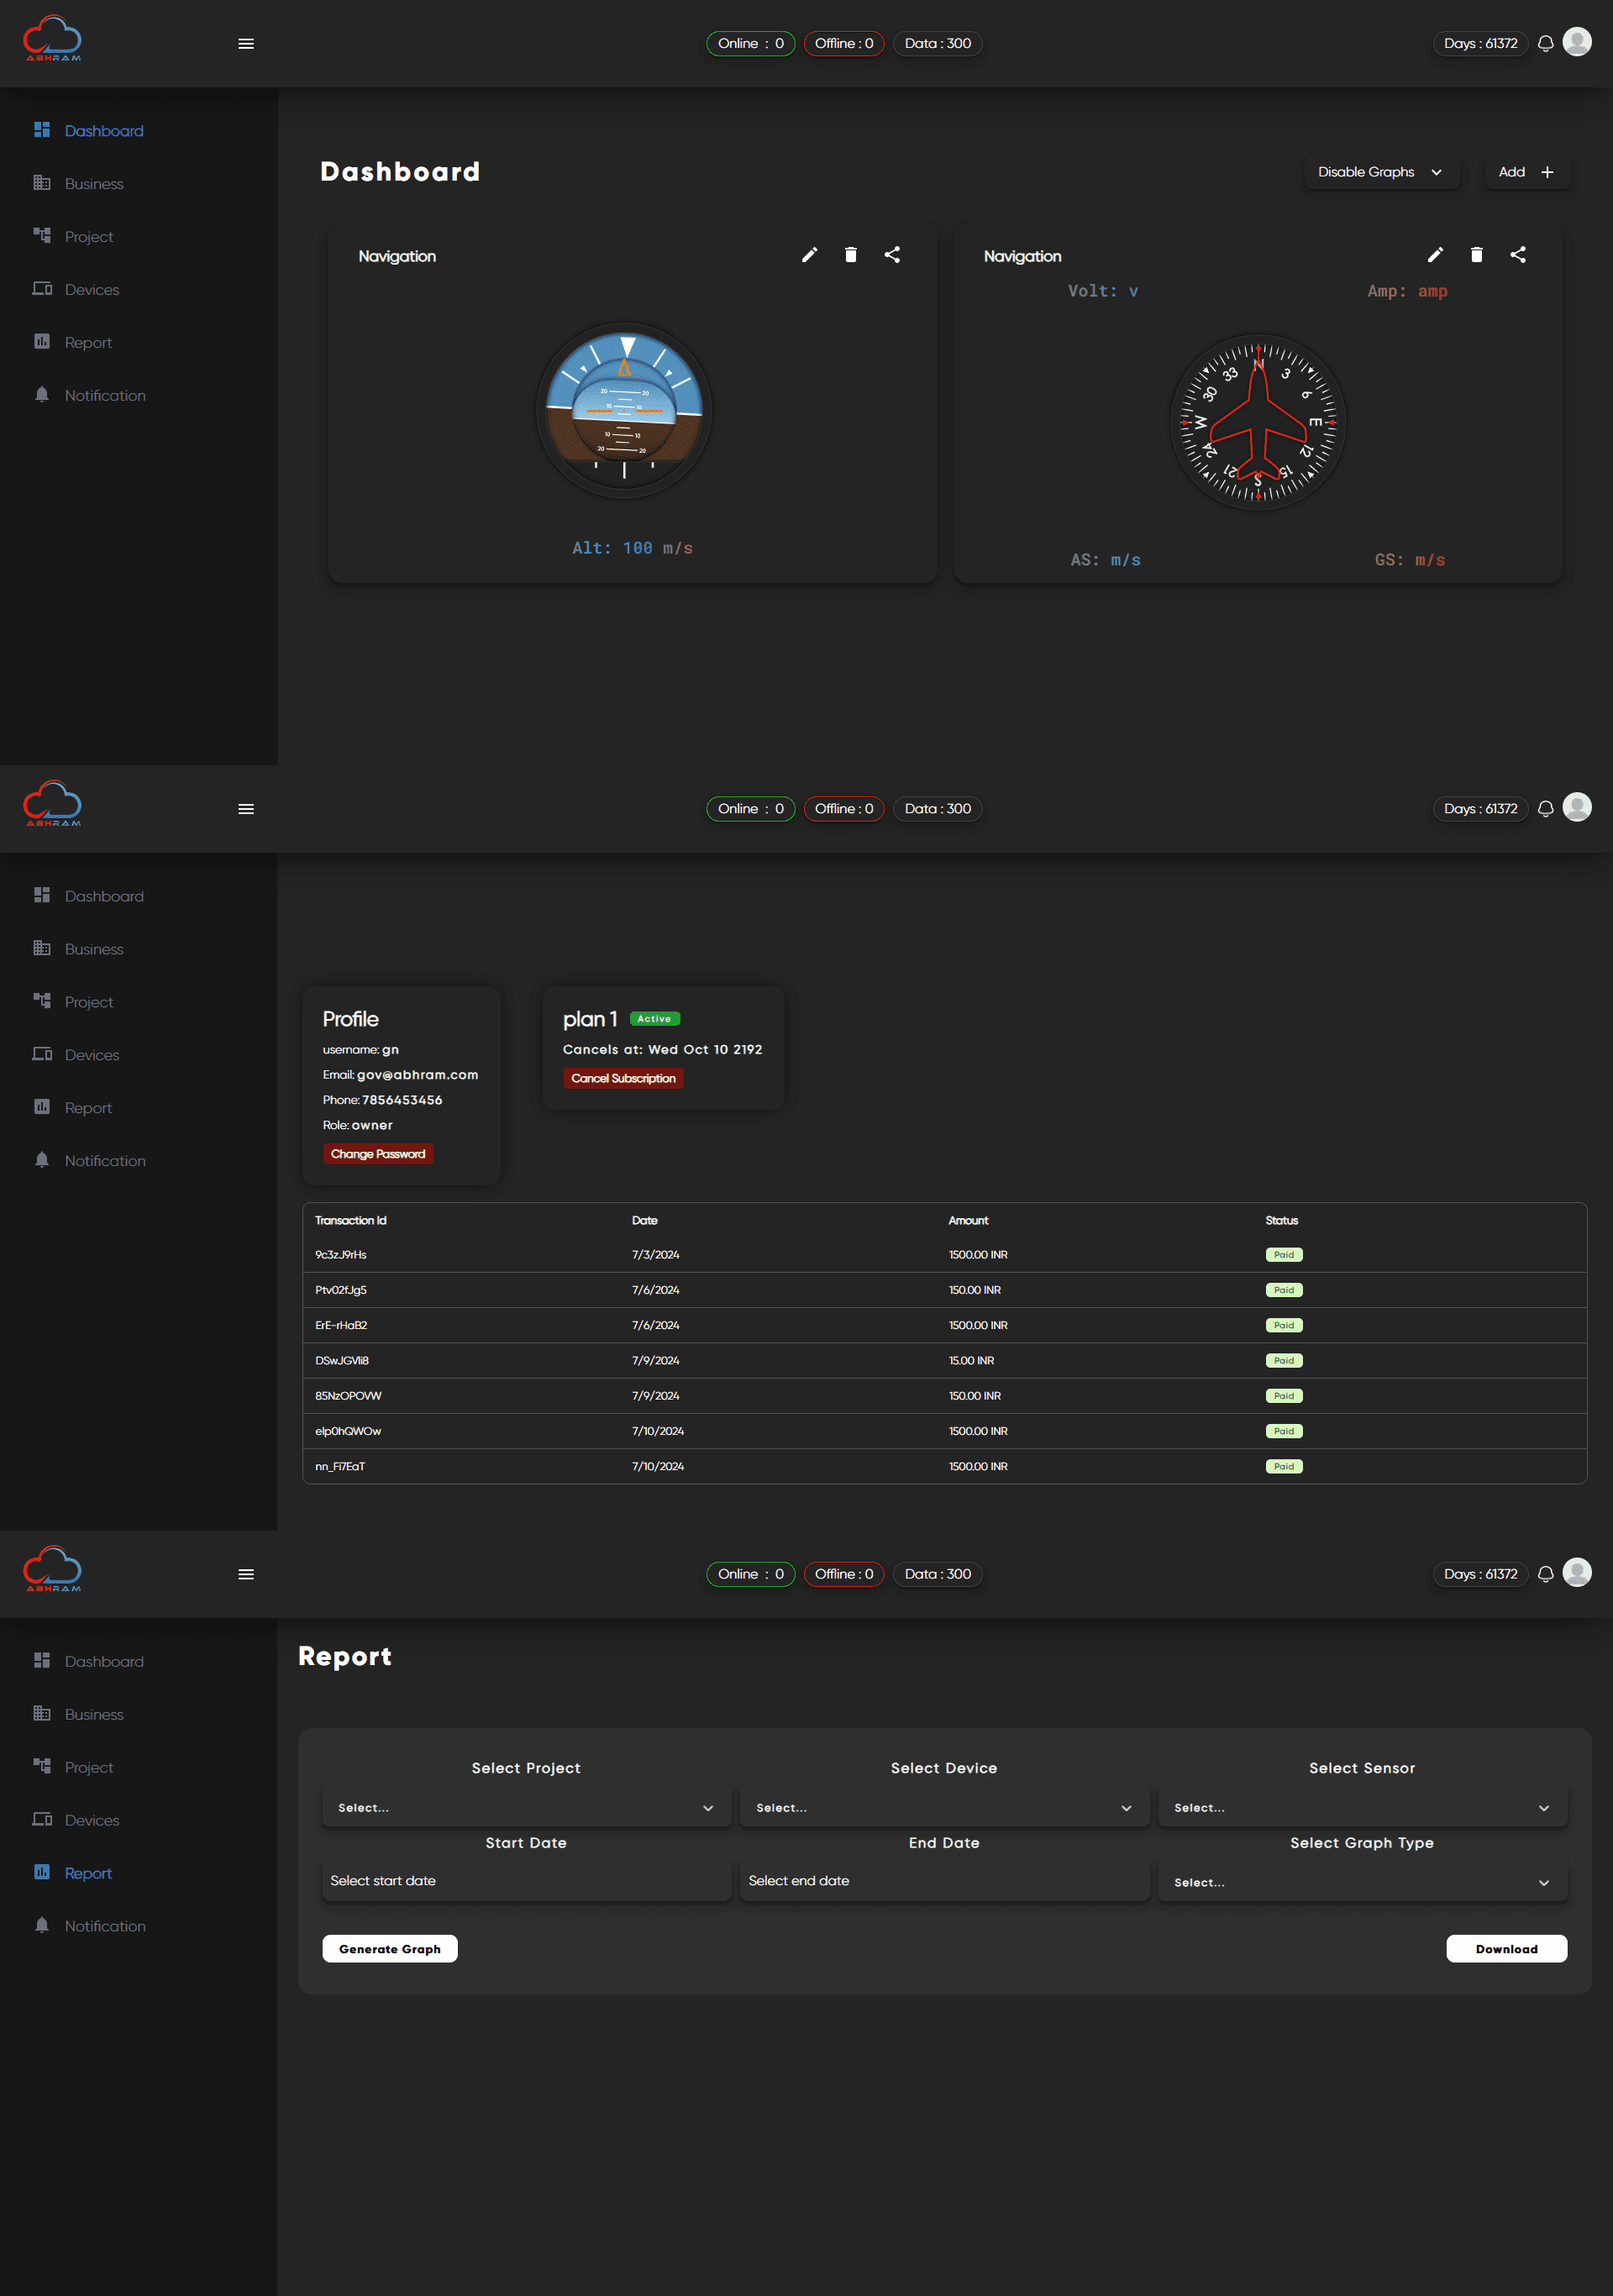 ABHRAM
Online : 0 Offline : 0 Data : 300 Days : 61372
Dashboard
Business
Project
Devices
Report
Notification
Dashboard
Disable Graphs Add
Navigation
20 20
10 10
10 10
20 20
Alt: 100 m/s
Navigation
Volt: v Amp: amp
N 3 6 E 12 15 S 21 24 W 30 33
AS: m/s GS: m/s
ABHRAM
Online : 0 Offline : 0 Data : 300 Days : 61372
Dashboard
Business
Project
Devices
Report
Notification
Profile
username: gn
Email: gov@abhram.com
Phone: 7856453456
Role: owner
Change Password
plan 1 Active
Cancels at: Wed Oct 10 2192
Cancel Subscription
Transaction Id Date Amount Status
9c3zJ9rHs 7/3/2024 1500.00 INR Paid
Ptv02fJg5 7/6/2024 150.00 INR Paid
ErE-rHaB2 7/6/2024 1500.00 INR Paid
7/9/2024 15.00 INR Paid
85NzOPOVW 7/9/2024 150.00 INR Paid
7/10/2024 1500.00 INR Paid
nn_Fi7EaT 7/10/2024 1500.00 INR Paid
ABHRAM
Online : 0 Offline : 0 Data : 300 Days : 61372
Dashboard
Business
Project
Devices
Report
Notification
Report
Select Project Select Device Select Sensor
Select... Select... Select...
Start Date End Date Select Graph Type
Select start date Select end date Select...
Generate Graph Download